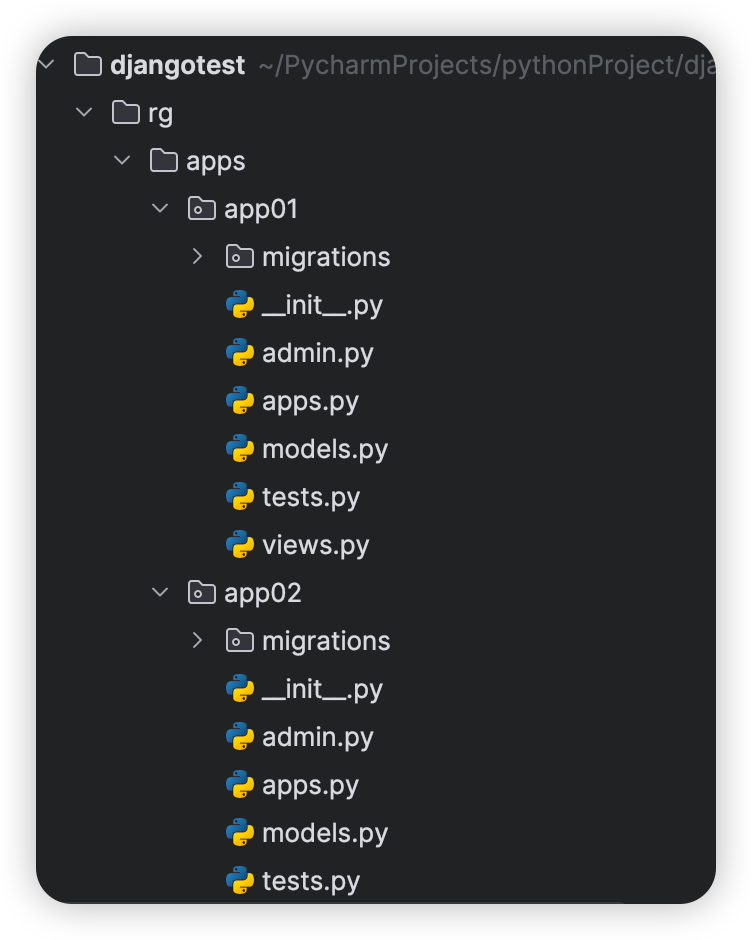 djangotest ~/PycharmProjects/pythonProject/dja
rg
apps
app01
migrations
__init__.py
admin.py
apps.py
models.py
tests.py
views.py
app02
migrations
__init__.py
admin.py
apps.py
models.py
tests.py